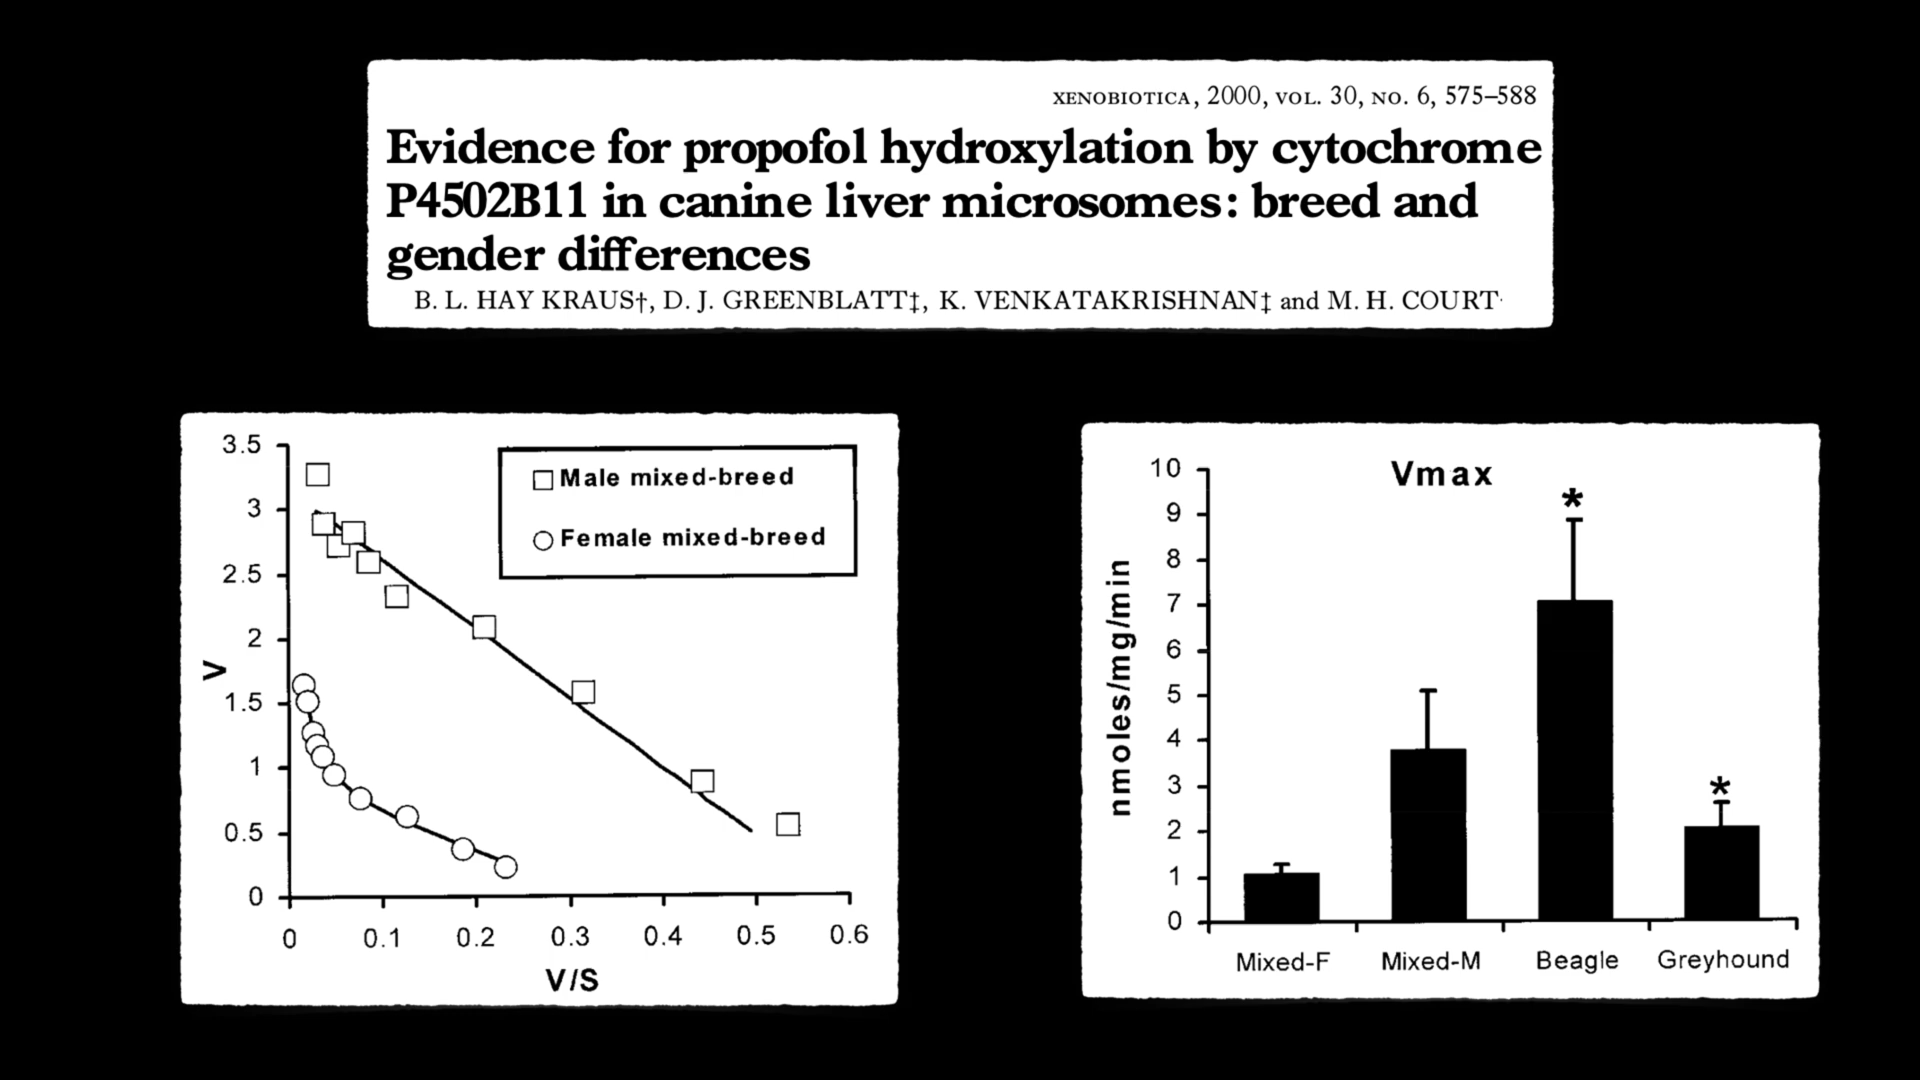 XENOBIOTICA, 2000, VOL. 30, NO. 6, 575–588
Evidence for propofol hydroxylation by cytochrome
P4502B11 in canine liver microsomes: breed and
gender differences
B. L. HAY KRAUS†, D. J. GREENBLATT‡, K. VENKATAKRISHNAN‡ and M. H. COURT
3.5
3
2.5
2
1.5
1
0.5
0
V
Male mixed-breed
Female mixed-breed
0 0.1 0.2 0.3 0.4 0.5 0.6
V/S
Vmax
10
9
8
7
6
5
4
3
2
1
0
nmoles/mg/min
*
*
Mixed-F Mixed-M Beagle Greyhound